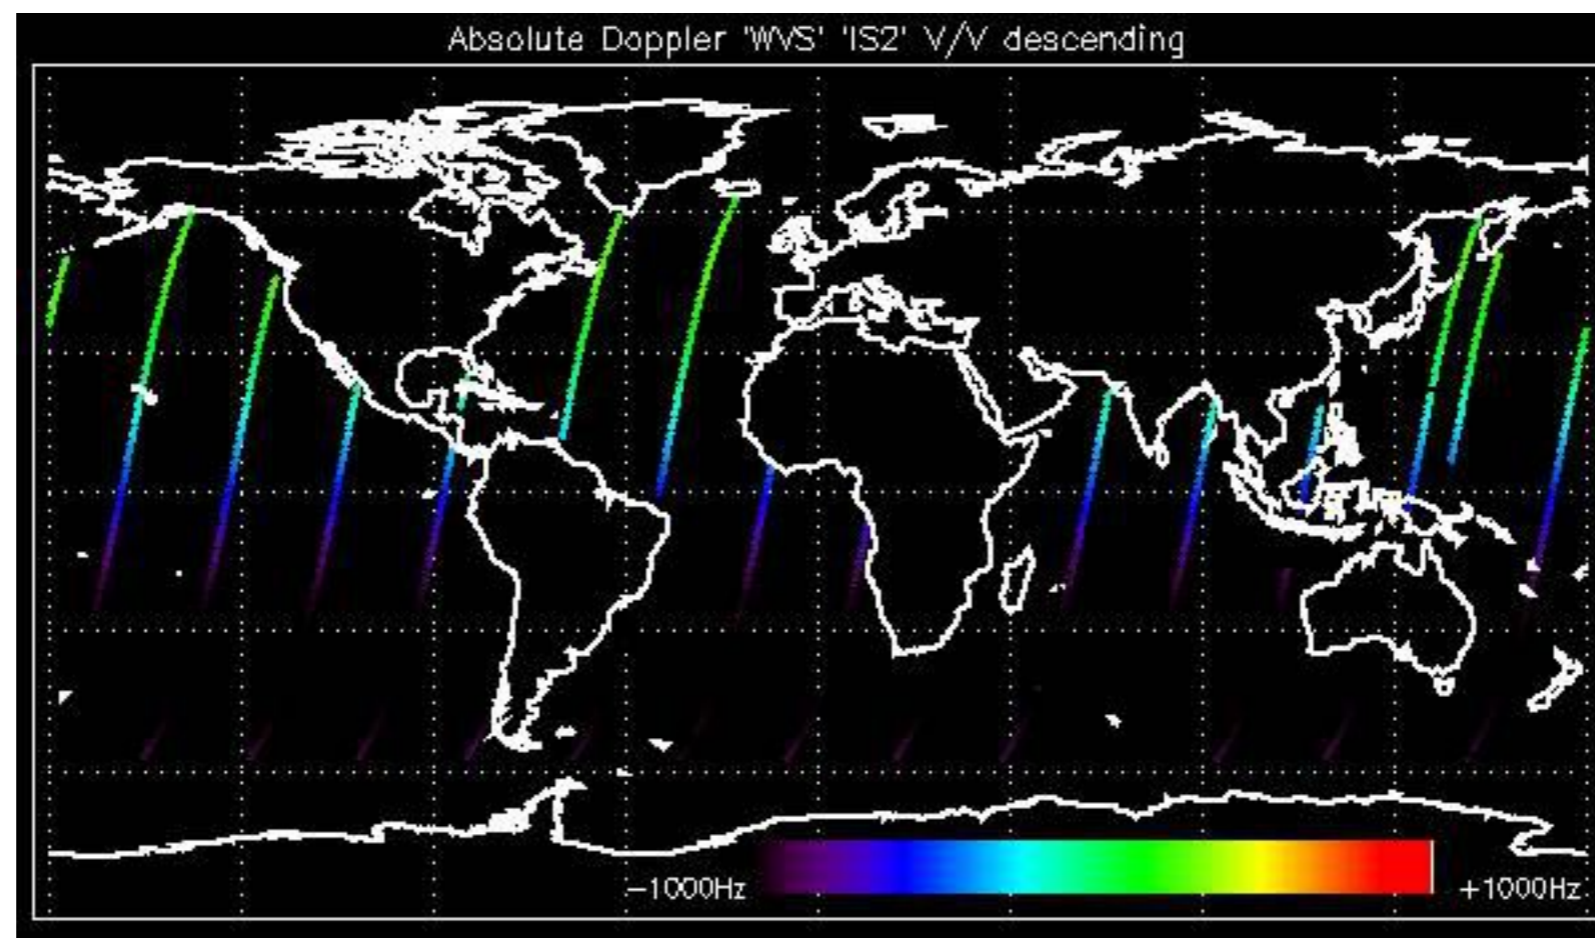 Absolute Doppler 'WVS' 'IS2' V/V descending
−1000Hz
+1000Hz